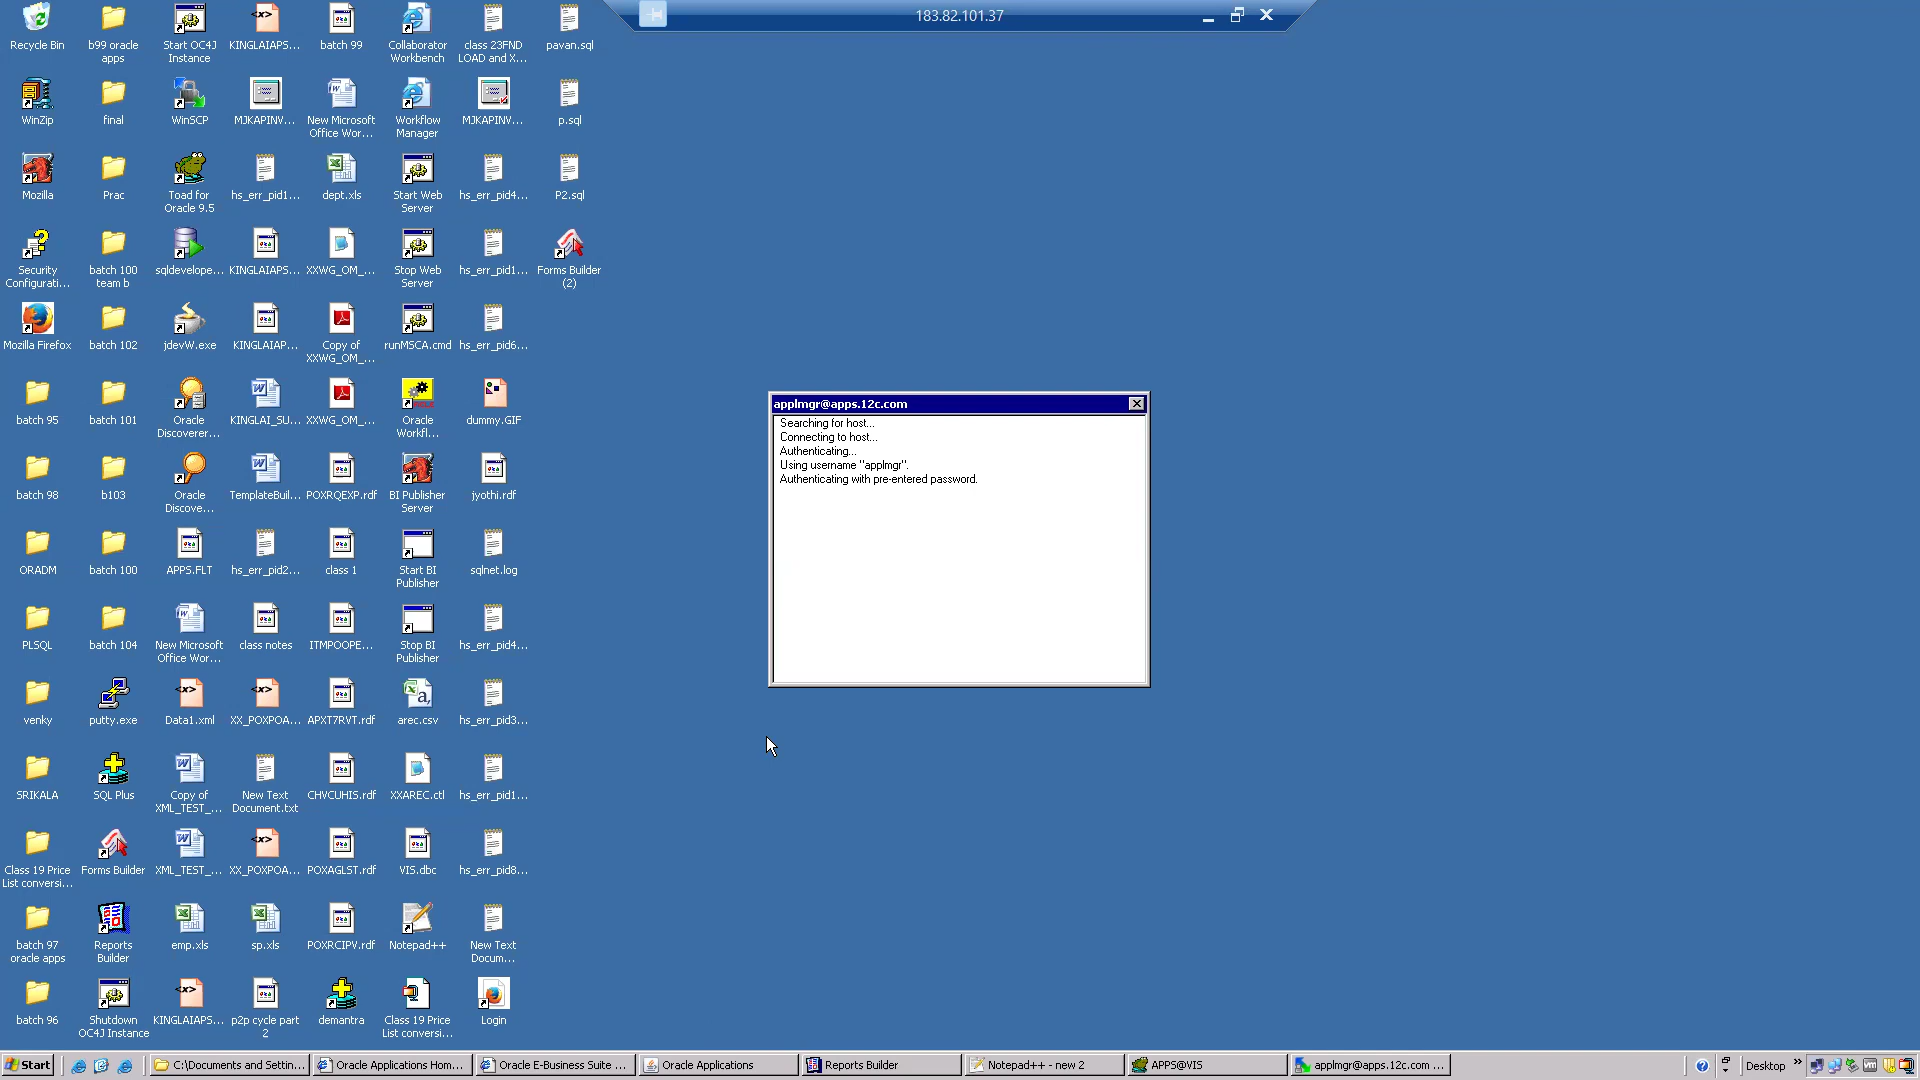 183.82.101.37
Recycle Bin
b99 oracle
apps
Start OC4J
Instance
KINGLAIAPS...
batch 99
Collaborator
Workbench
class 23FND
LOAD and X...
pavan.sql
WinZip
final
WinSCP
MJKAPINV...
New Microsoft
Office Wor...
Workflow
Manager
MJKAPINV...
p.sql
Mozilla
Prac
Toad for
Oracle 9.5
hs_err_pid1...
dept.xls
Start Web
Server
hs_err_pid4...
P2.sql
Security
Configurati...
batch 100
team b
sqldevelope...
KINGLAIAPS...
XXWG_OM_...
Stop Web
Server
hs_err_pid1...
Forms Builder
(2)
Mozilla Firefox
batch 102
jdevW.exe
KINGLAIAP...
Copy of
XXWG_OM_...
runMSCA.cmd
hs_err_pid6...
batch 95
batch 101
Oracle
Discoverer...
KINGLAI_SU...
XXWG_OM_...
Oracle
Workfl...
dummy.GIF
batch 98
b103
Oracle
Discove...
TemplateBuil...
POXRQEXP.rdf
BI Publisher
Server
jyothi.rdf
ORADM
batch 100
APPS.FLT
hs_err_pid2...
class 1
Start BI
Publisher
sqlnet.log
PLSQL
batch 104
New Microsoft
Office Wor...
class notes
ITMPOOPE...
Stop BI
Publisher
hs_err_pid4...
venky
putty.exe
Data1.xml
XX_POXPOA...
APXT7RVT.rdf
arec.csv
hs_err_pid3...
SRIKALA
SQL Plus
Copy of
XML_TEST_...
New Text
Document.txt
CHVCUHIS.rdf
XXAREC.ctl
hs_err_pid1...
Class 19 Price
List conversi...
Forms Builder
XML_TEST_...
XX_POXPOA...
POXAGLST.rdf
VIS.dbc
hs_err_pid8...
batch 97
oracle apps
Reports
Builder
emp.xls
sp.xls
POXRCIPV.rdf
Notepad++
New Text
Docum...
batch 96
Shutdown
OC4J Instance
KINGLAIAPS...
p2p cycle part
2
demantra
Class 19 Price
List conversi...
Login
applmgr@apps.12c.com
Searching for host...
Connecting to host...
Authenticating...
Using username "applmgr".
Authenticating with pre-entered password.
Start
C:\Documents and Settin...
Oracle Applications Hom...
Oracle E-Business Suite ...
Oracle Applications
Reports Builder
Notepad++ - new 2
APPS@VIS
applmgr@apps.12c.com ...
Desktop